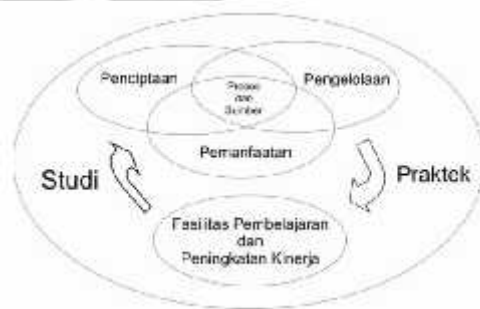 Penciptaan
Pengelolaan
Proses
dan
Sumber
Pemanfaatan
Studi
Praktek
Fasilitas Pembelajaran
dan
Peningkatan Kinerja